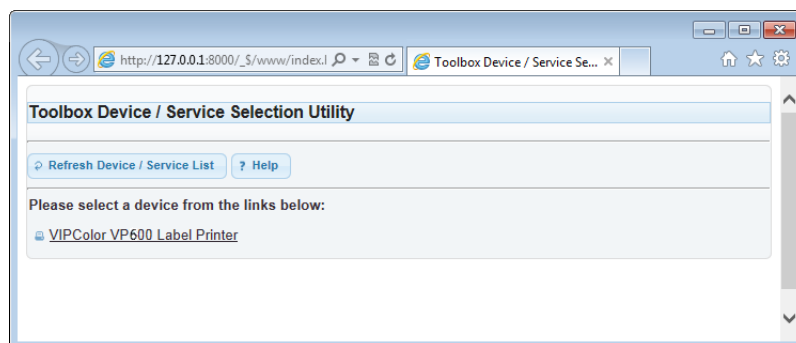 http://127.0.0.1:8000/_S/www/index.l
Toolbox Device / Service Se...
Toolbox Device / Service Selection Utility
Refresh Device / Service List
? Help
Please select a device from the links below:
VIPColor VP600 Label Printer